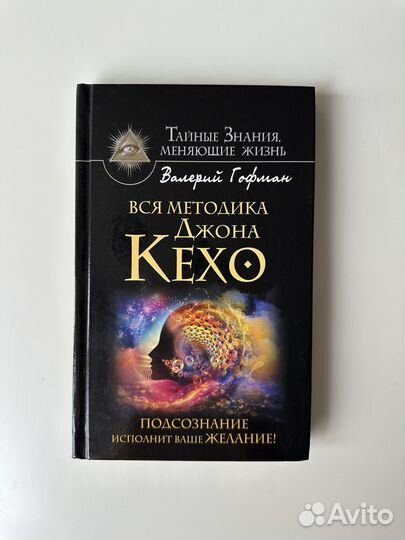 Тайные Знания,
меняющие жизнь
Валерий Гофман
ВСЯ МЕТОДИКА
Джона
Кехо
ПОДСОЗНАНИЕ
ИСПОЛНИТ ВАШЕ ЖЕЛАНИЕ!
Avito